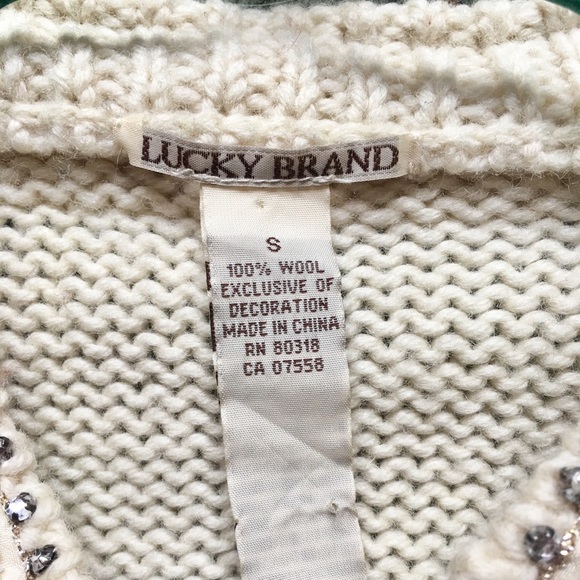 LUCKY BRAND
S
100% WOOL
EXCLUSIVE OF
DECORATION
MADE IN CHINA
RN 80318
CA 07558